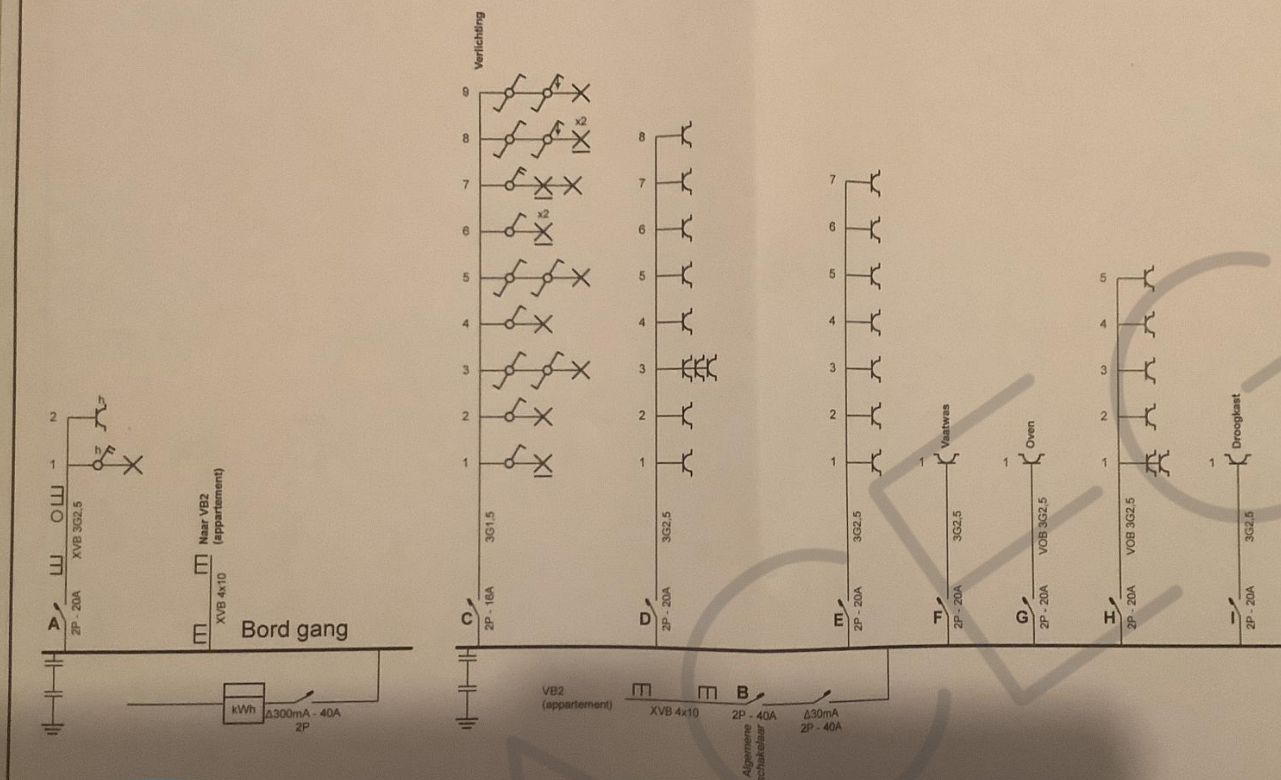 Verlichting
9
8
x2
7
6
x2
5
4
3
2
1
3G1,5
C
2P - 16A
8
7
6
5
4
3
2
1
3G2,5
D
2P - 20A
7
6
5
4
3
2
1
3G2,5
E
2P - 20A
Vaatwas
1
3G2,5
F
2P - 20A
Oven
1
VOB 3G2,5
G
2P - 20A
5
4
3
2
1
VOB 3G2,5
H
2P - 20A
Droogkast
1
3G2,5
I
2P - 20A
2
1
h
XVB 3G2,5
A
2P - 20A
Naar VB2
(appartement)
XVB 4x10
Bord gang
kWh
Δ300mA - 40A
2P
VB2
(appartement)
XVB 4x10
B
2P - 40A
Algemene
Δ30mA
2P - 40A